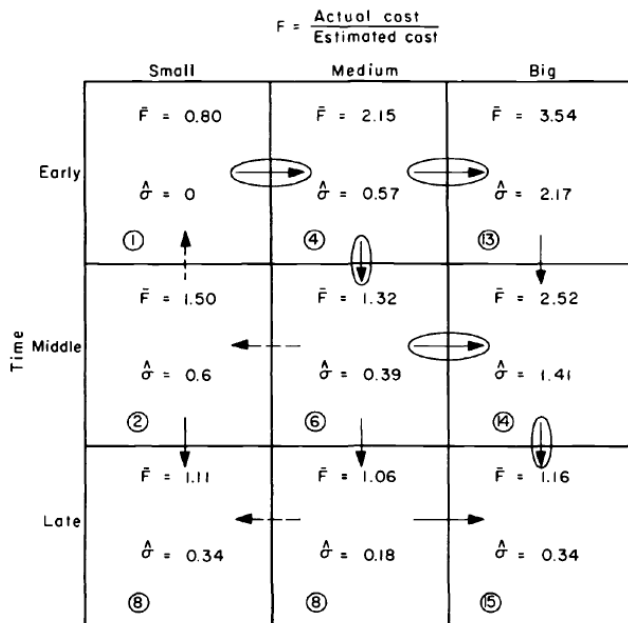 F = Actual cost / Estimated cost
Small Medium Big
Time
Early
F̄ = 0.80 F̄ = 2.15 F̄ = 3.54
σ̂ = 0 σ̂ = 0.57 σ̂ = 2.17
① ④ ⑬
Middle
F̄ = 1.50 F̄ = 1.32 F̄ = 2.52
σ̂ = 0.6 σ̂ = 0.39 σ̂ = 1.41
② ⑥ ⑭
Late
F̄ = 1.11 F̄ = 1.06 F̄ = 1.16
σ̂ = 0.34 σ̂ = 0.18 σ̂ = 0.34
⑧ ⑧ ⑮